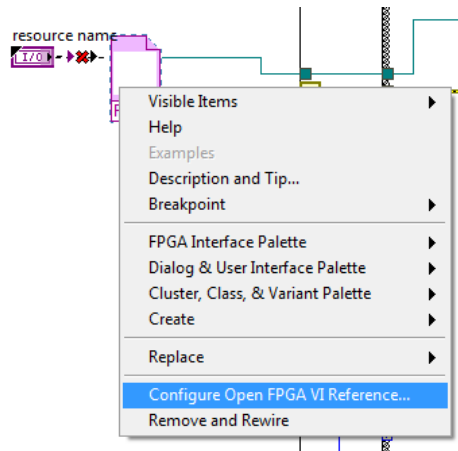 resource name
I/O
Visible Items
Help
Examples
Description and Tip...
Breakpoint
FPGA Interface Palette
Dialog & User Interface Palette
Cluster, Class, & Variant Palette
Create
Replace
Configure Open FPGA VI Reference...
Remove and Rewire